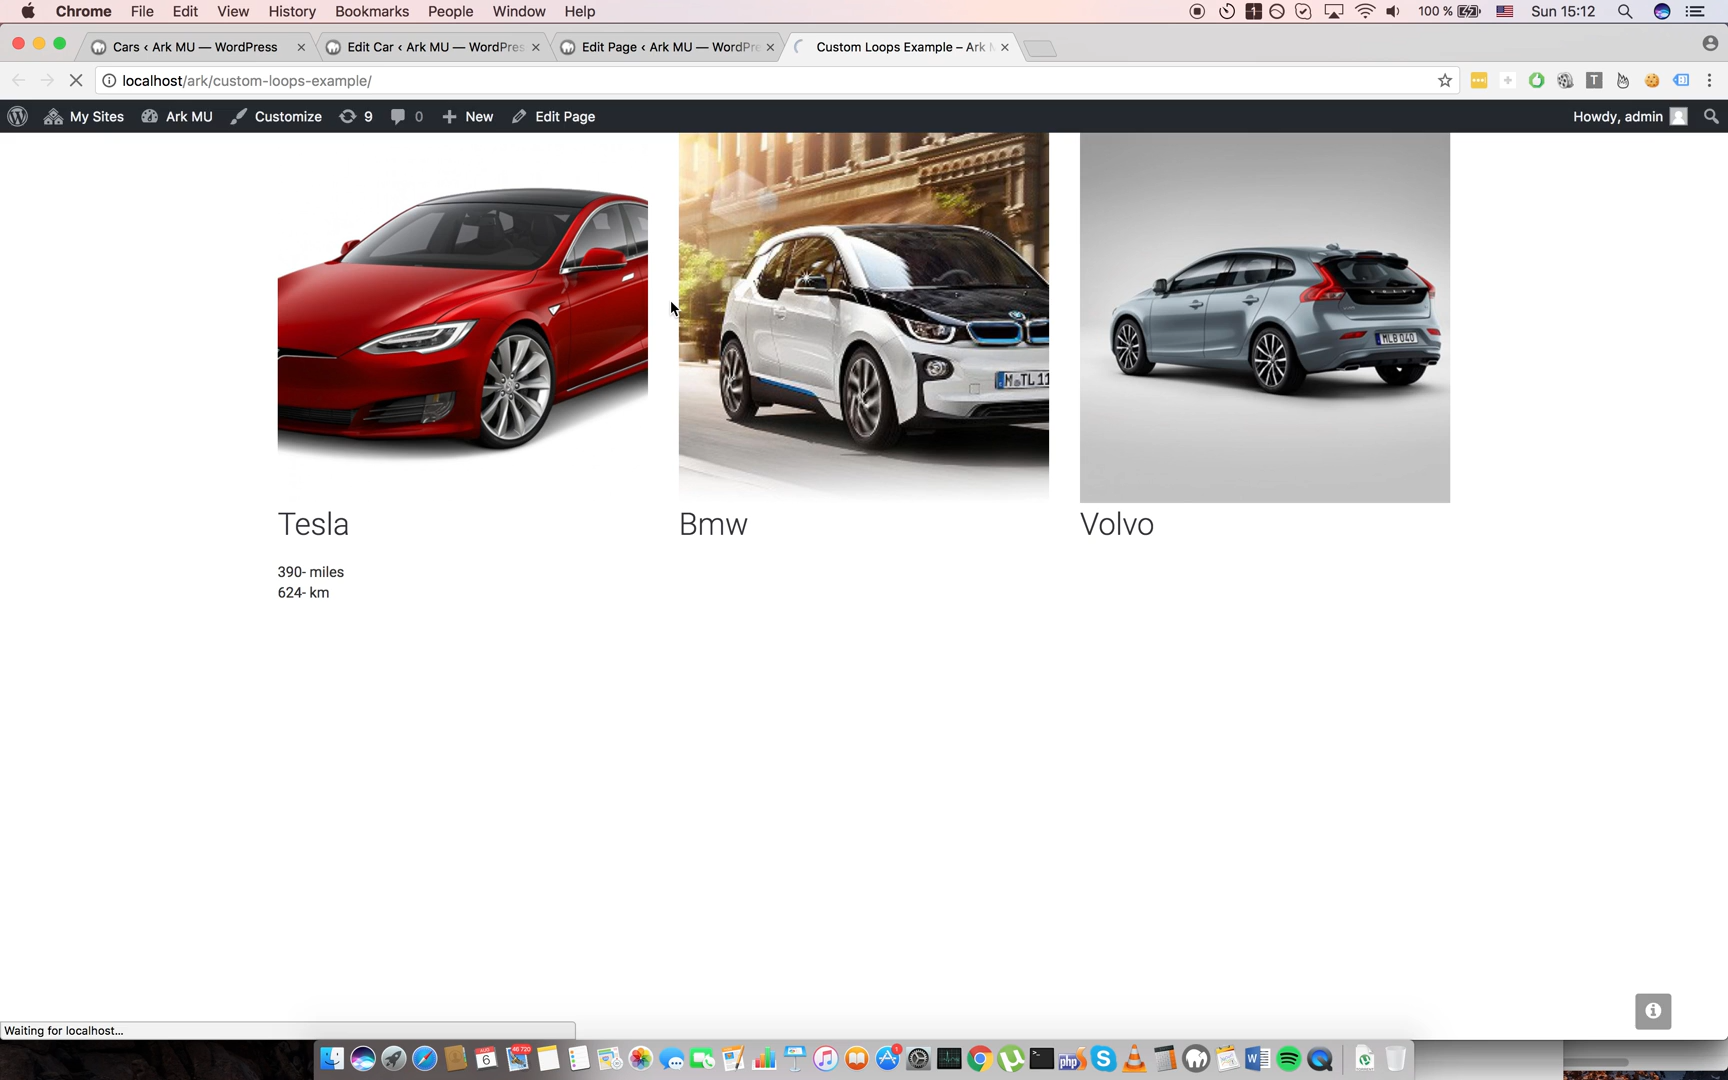 Chrome File Edit View History Bookmarks People Window Help 100 % Sun 15:12
Cars ‹ Ark MU — WordPress
Edit Car ‹ Ark MU — WordPres
Edit Page ‹ Ark MU — WordPre
Custom Loops Example – Ark M
localhost/ark/custom-loops-example/
My Sites Ark MU Customize 9 0 New Edit Page Howdy, admin
Tesla
Bmw
Volvo
390- miles
624- km
Waiting for localhost...